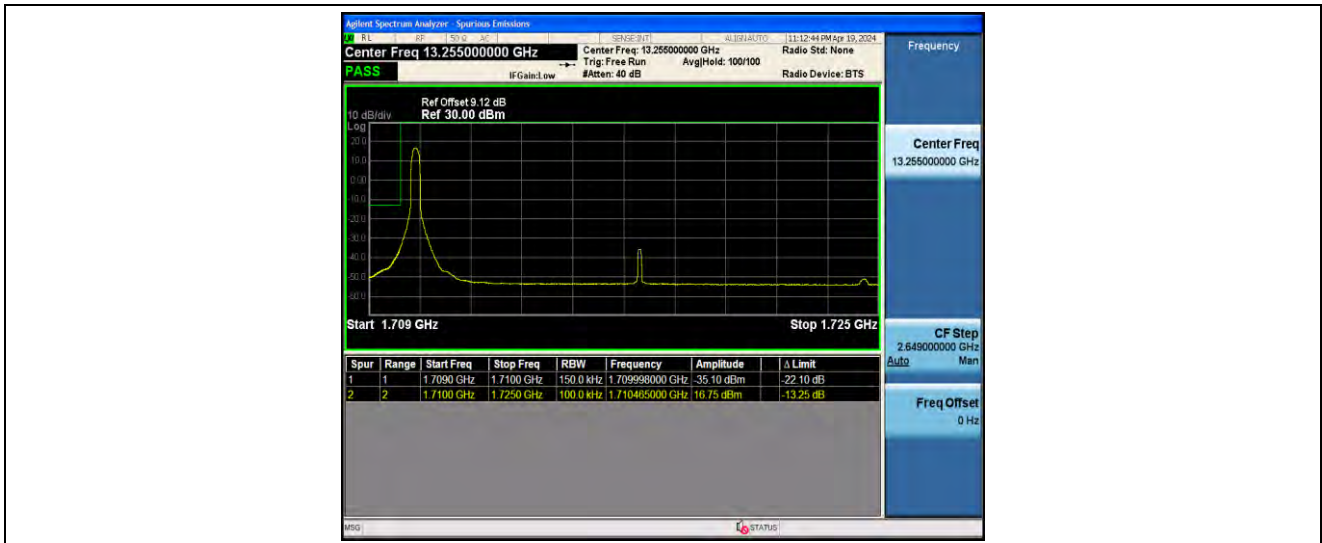 Agilent Spectrum Analyzer - Spurious Emissions
RL RF 50 Ω AC SENSE:INT ALIGNAUTO 11:12:44 PM Apr 19, 2024
Center Freq 13.255000000 GHz
Center Freq: 13.255000000 GHz Radio Std: None
Trig: Free Run Avg|Hold: 100/100
PASS IFGain:Low #Atten: 40 dB Radio Device: BTS
Ref Offset 9.12 dB
10 dB/div Ref 30.00 dBm
Log
20.0
10.0
0.00
-10.0
-20.0
-30.0
-40.0
-50.0
-60.0
Start 1.709 GHz Stop 1.725 GHz
Spur Range Start Freq Stop Freq RBW Frequency Amplitude Δ Limit
1 1 1.7090 GHz 1.7100 GHz 150.0 kHz 1.709998000 GHz -35.10 dBm -22.10 dB
2 2 1.7100 GHz 1.7250 GHz 100.0 kHz 1.710465000 GHz 16.75 dBm -13.25 dB
MSG STATUS
Frequency
Center Freq
13.255000000 GHz
CF Step
2.649000000 GHz
Auto Man
Freq Offset
0 Hz